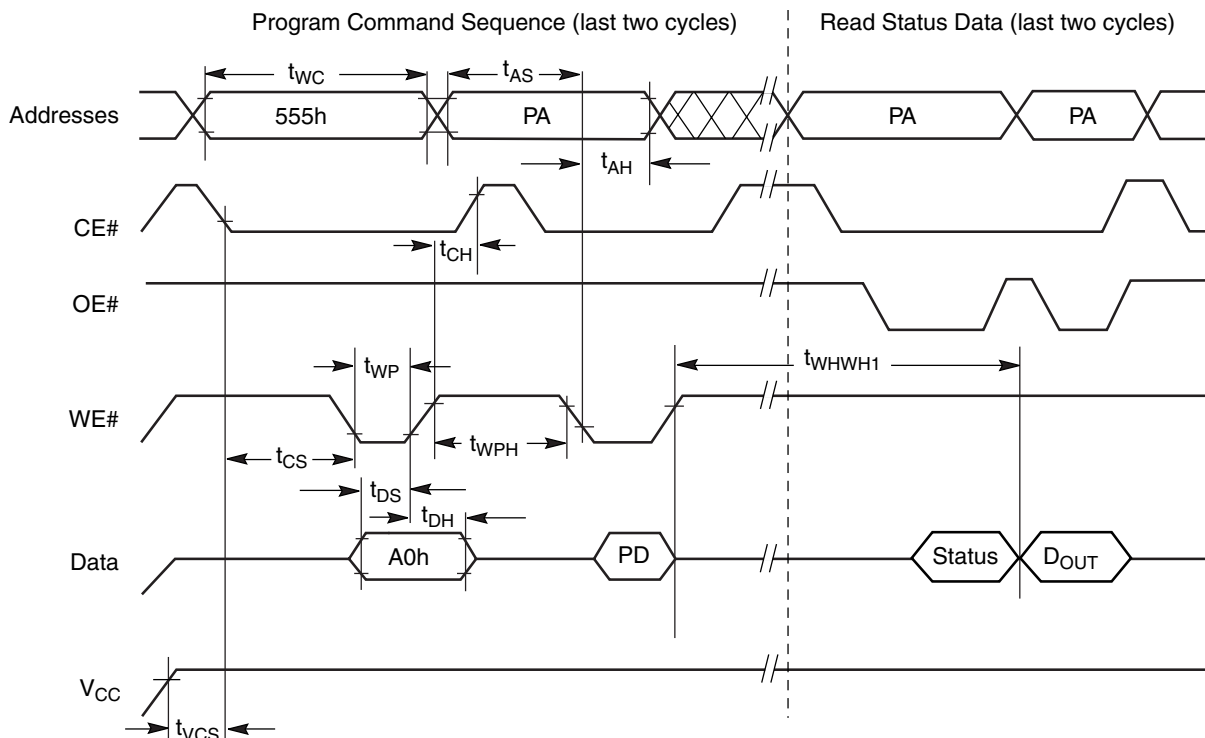 Program Command Sequence (last two cycles)
Read Status Data (last two cycles)
tWC
tAS
Addresses
555h
PA
PA
PA
tAH
CE#
tCH
OE#
tWP
tWHWH1
WE#
tCS
tWPH
tDS
tDH
Data
A0h
PD
Status
DOUT
VCC
tVCS